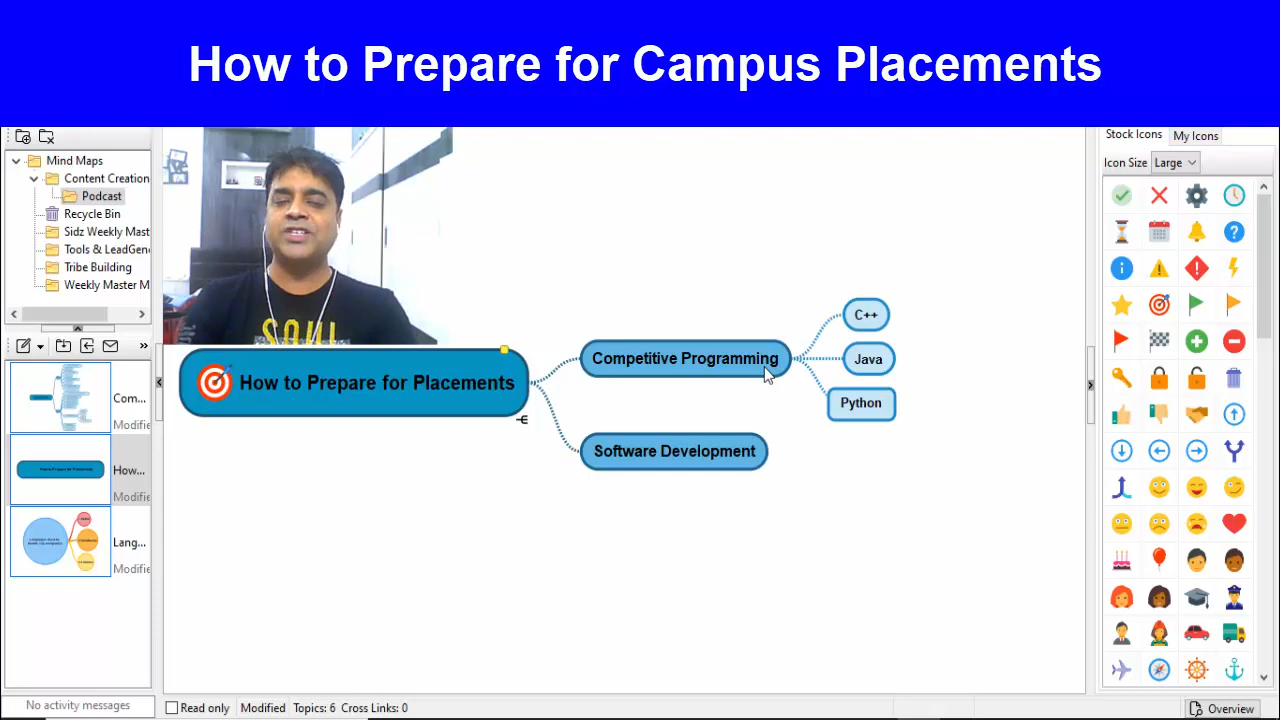 How to Prepare for Campus Placements
Stock Icons
My Icons
Icon Size
Large
Mind Maps
Content Creation
Podcast
Recycle Bin
Sidz Weekly Mast
Tools & LeadGene
Tribe Building
Weekly Master M
Com...
Modifie
How...
Modifie
Lang...
Modifie
SOUL
How to Prepare for Placements
Competitive Programming
C++
Java
Python
Software Development
No activity messages
Read only
Modified
Topics: 6
Cross Links: 0
Overview